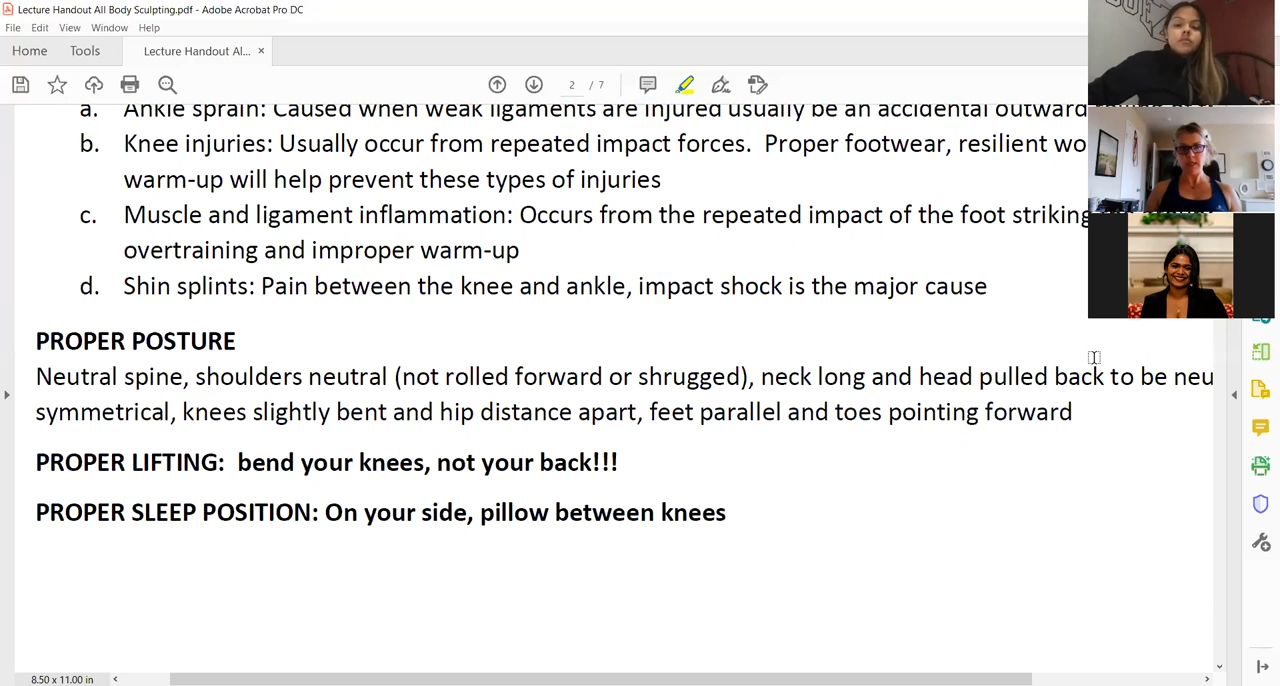 Lecture Handout All Body Sculpting.pdf - Adobe Acrobat Pro DC
File Edit View Window Help
Home Tools Lecture Handout Al... ×
2 / 7
a. Ankle sprain: Caused when weak ligaments are injured usually be an accidental outward
b. Knee injuries: Usually occur from repeated impact forces. Proper footwear, resilient wo
warm-up will help prevent these types of injuries
c. Muscle and ligament inflammation: Occurs from the repeated impact of the foot striking
overtraining and improper warm-up
d. Shin splints: Pain between the knee and ankle, impact shock is the major cause
PROPER POSTURE
Neutral spine, shoulders neutral (not rolled forward or shrugged), neck long and head pulled back to be neu
symmetrical, knees slightly bent and hip distance apart, feet parallel and toes pointing forward
PROPER LIFTING: bend your knees, not your back!!!
PROPER SLEEP POSITION: On your side, pillow between knees
8.50 x 11.00 in